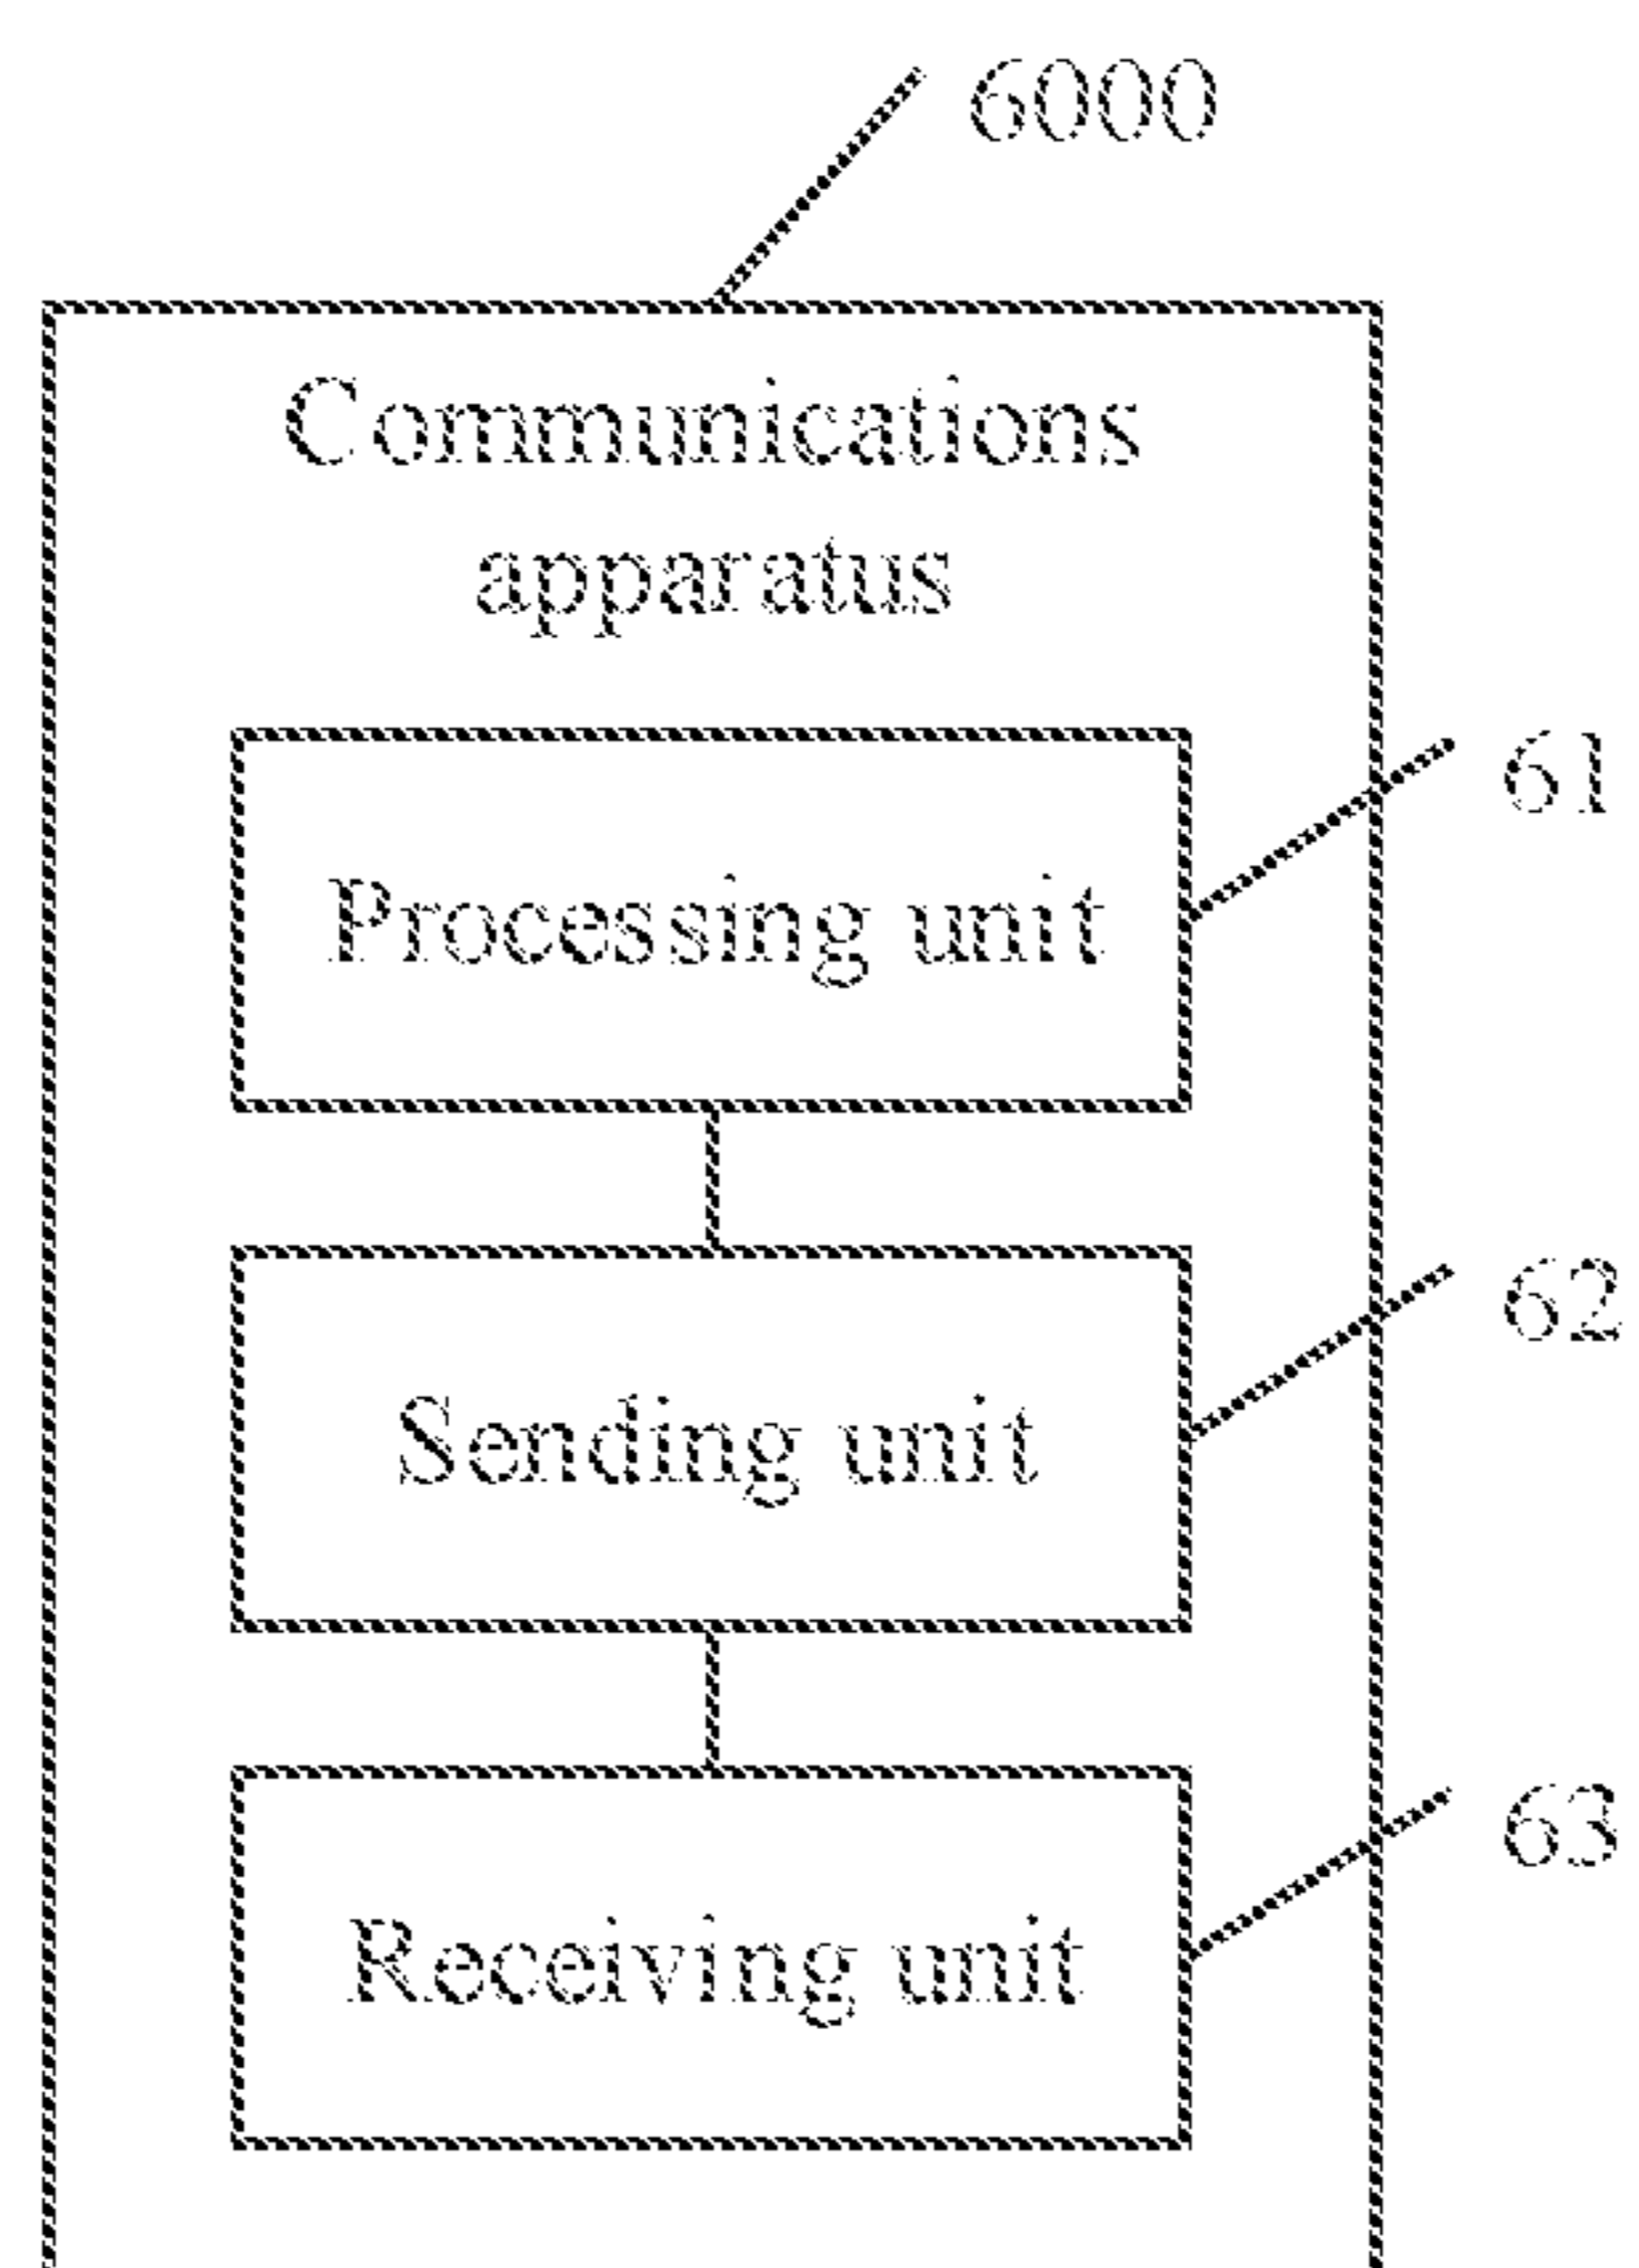 6000
Communications
apparatus
61
Processing unit
62
Sending unit
63
Receiving unit